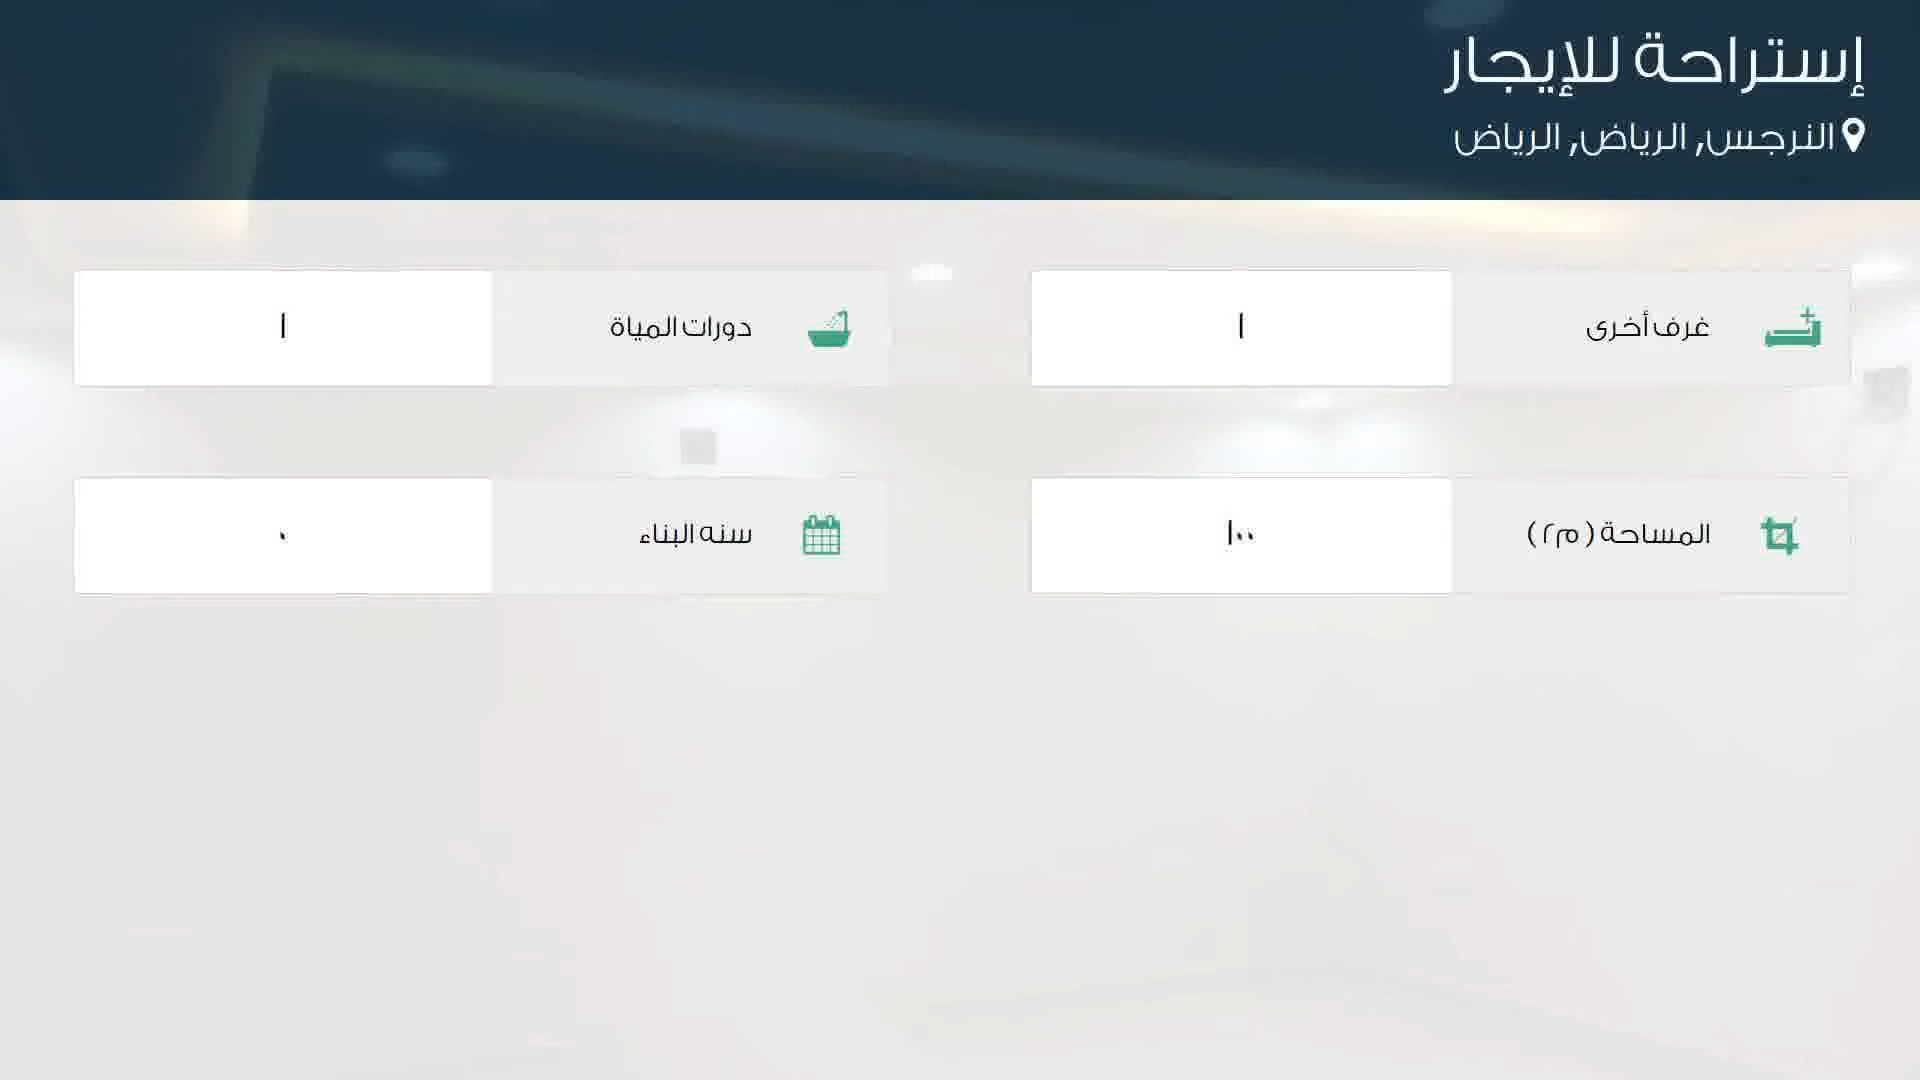 إستراحة للإيجار
النرجس, الرياض, الرياض
غرف أخرى
١
دورات المياة
١
المساحة (م٢)
١٠٠
سنه البناء
٠